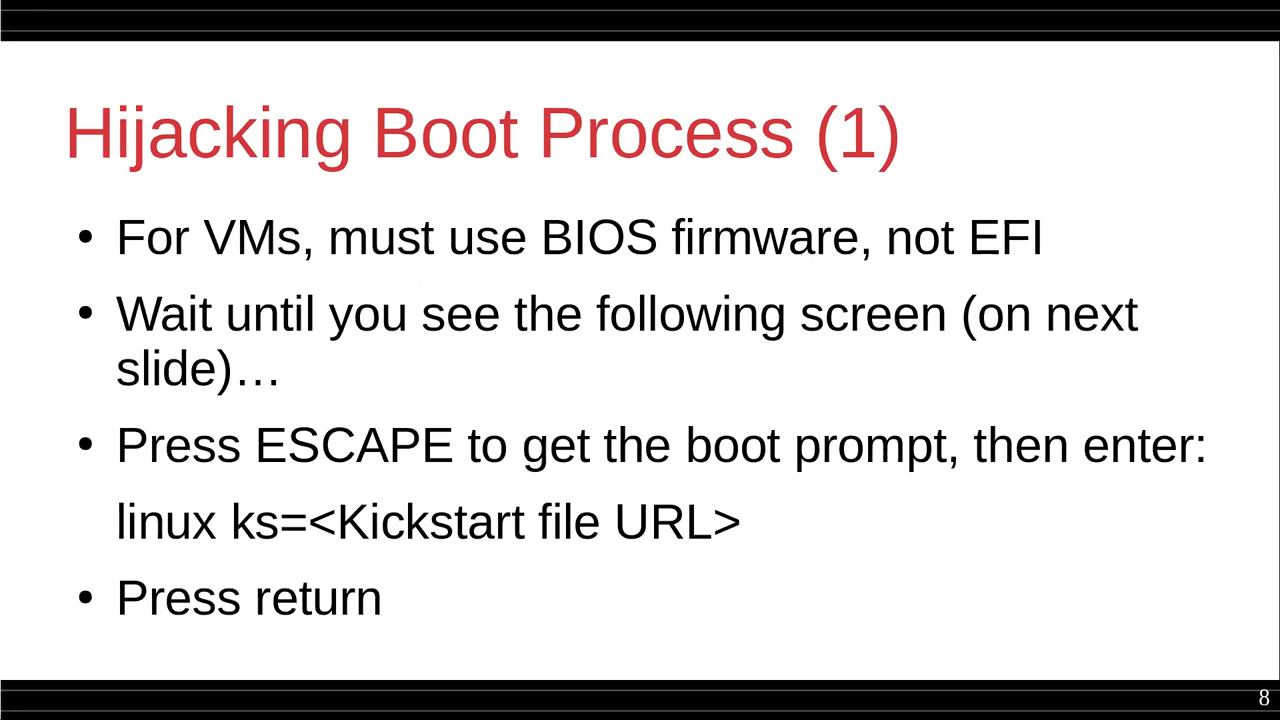 Hijacking Boot Process (1)
• For VMs, must use BIOS firmware, not EFI
• Wait until you see the following screen (on next
slide)…
• Press ESCAPE to get the boot prompt, then enter:
linux ks=<Kickstart file URL>
• Press return
8